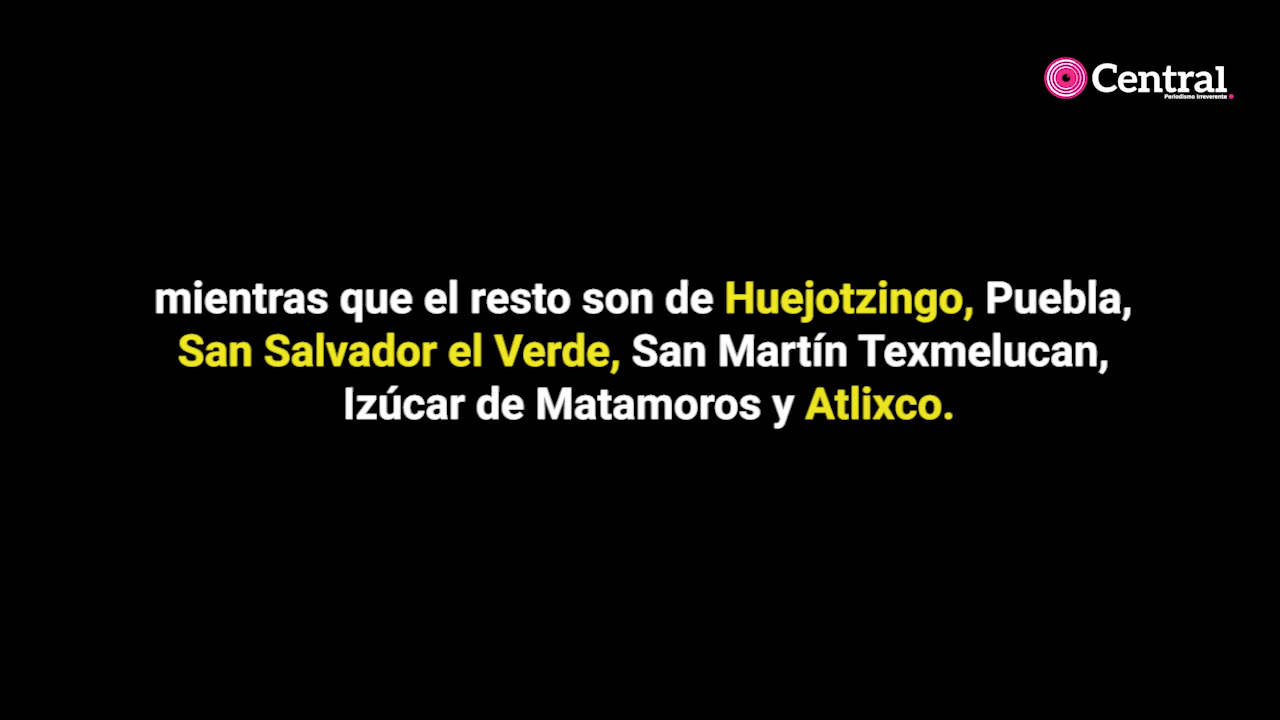 Central
Periodismo Irreverente
mientras que el resto son de Huejotzingo, Puebla,
San Salvador el Verde, San Martín Texmelucan,
Izúcar de Matamoros y Atlixco.